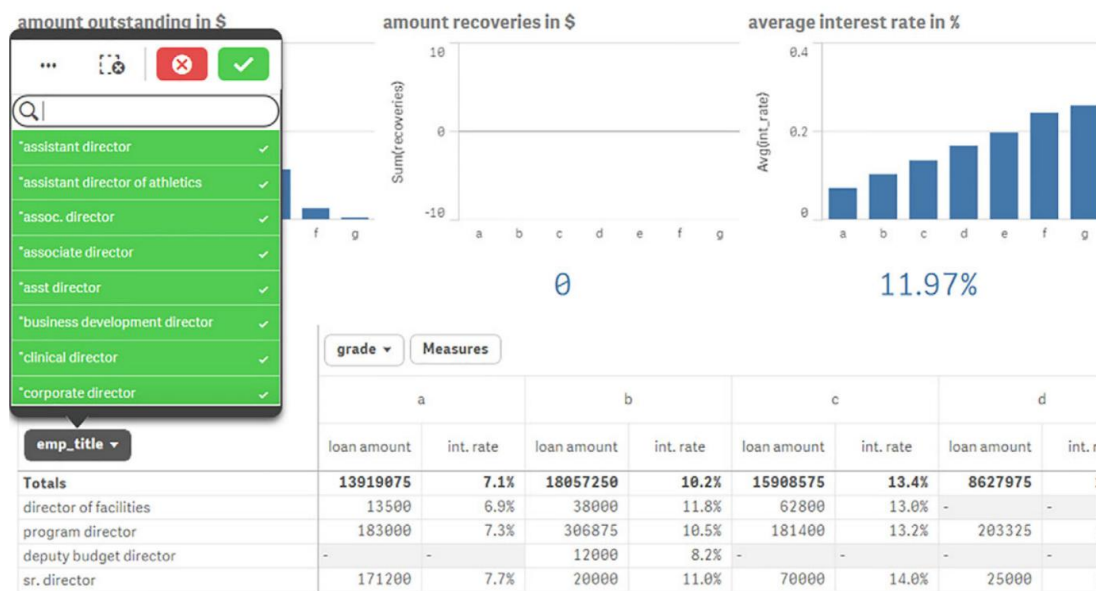 amount outstanding in $
amount recoveries in $
average interest rate in %
...
*assistant director
*assistant director of athletics
*assoc. director
*associate director
*asst director
*business development director
*clinical director
*corporate director
f g
10
0
-10
Sum(recoveries)
a b c d e f g
0
0.4
0.2
0
Avg(int_rate)
a b c d e f g
11.97%
grade Measures
a b c d
emp_title
loan amount int. rate loan amount int. rate loan amount int. rate loan amount int.
Totals 13919075 7.1% 18057250 10.2% 15908575 13.4% 8627975
director of facilities 13500 6.9% 38000 11.8% 62800 13.0% - -
program director 183000 7.3% 306875 10.5% 181400 13.2% 203325
deputy budget director - - 12000 8.2% - - - -
sr. director 171200 7.7% 20000 11.0% 70000 14.0% 25000